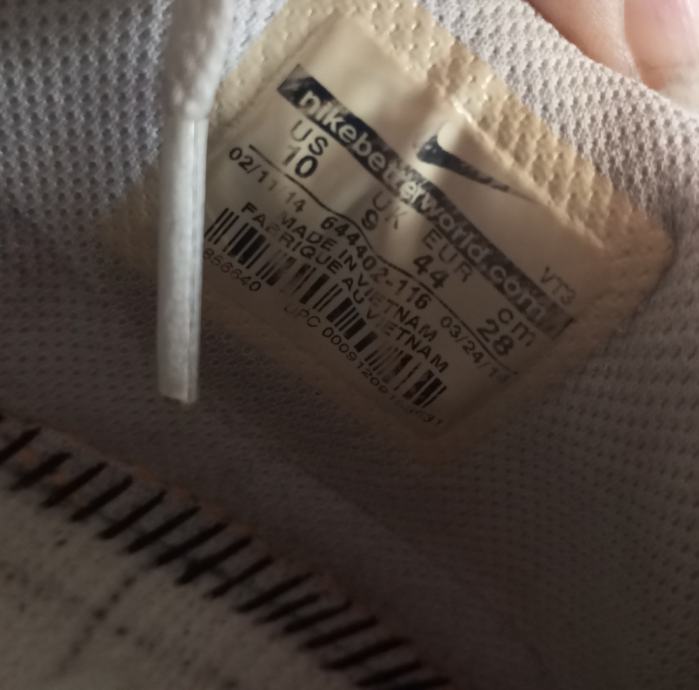 nikebetterworld.com
VT3
US UK EUR cm
10 9 44 28
02/11/14 644402-116 03/24/14
MADE IN VIETNAM
FABRIQUE AU VIETNAM
UPC